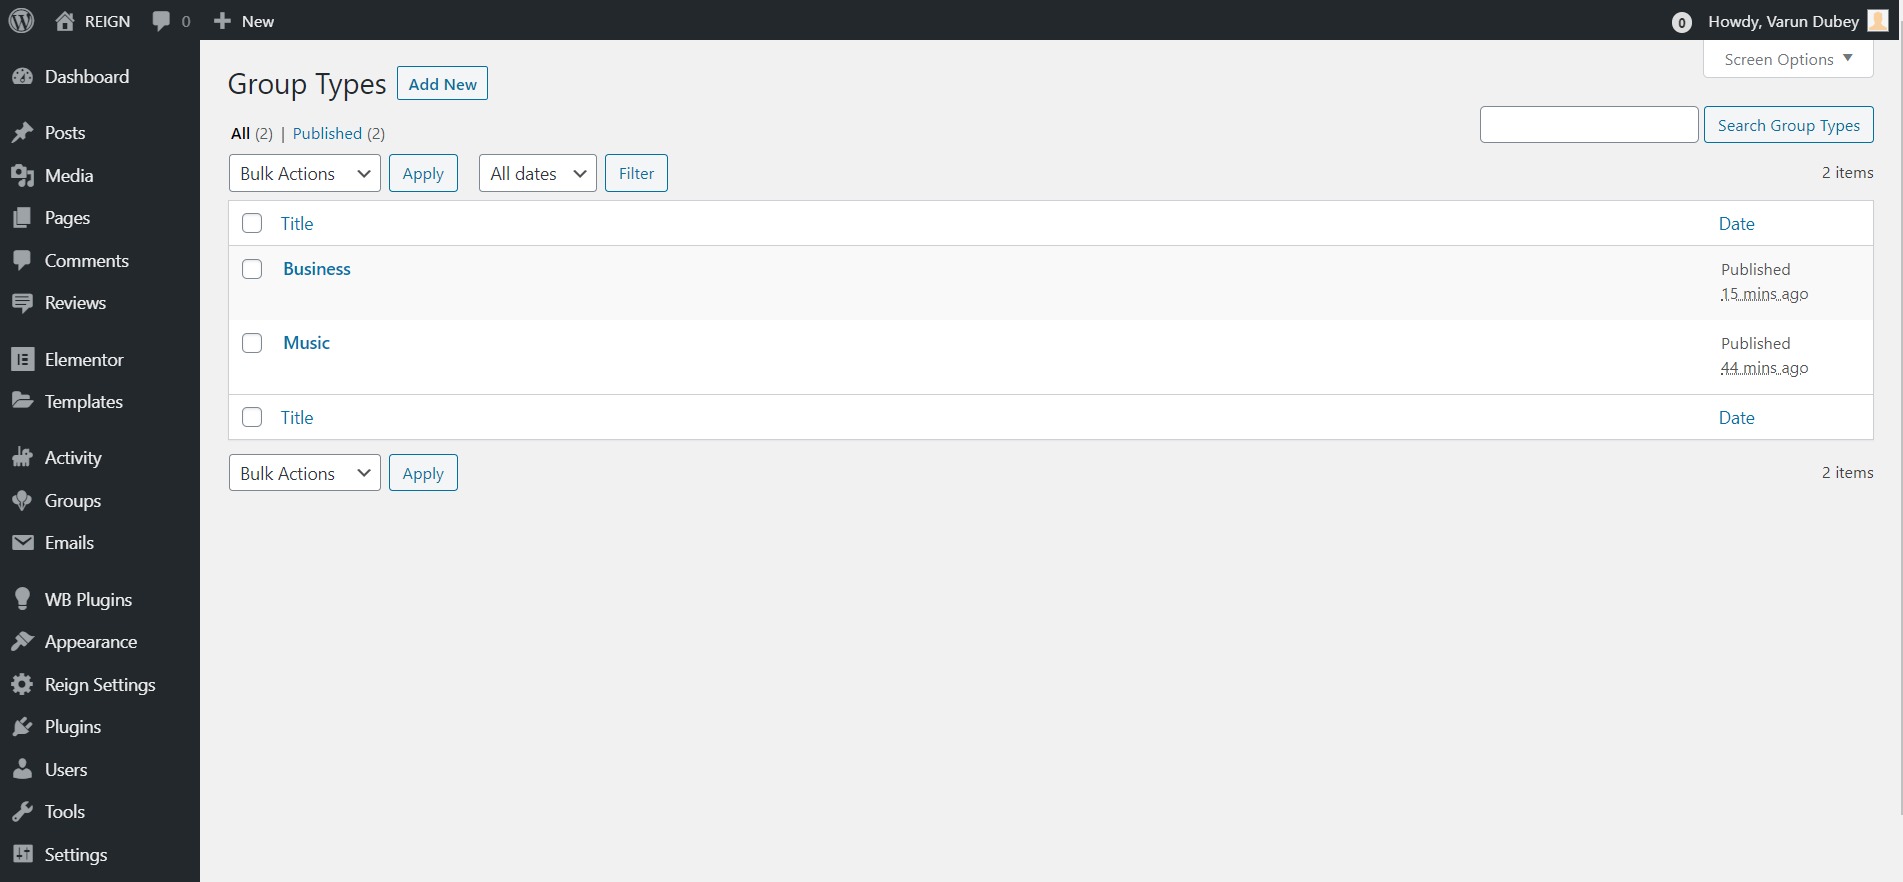 REIGN 0 New 0 Howdy, Varun Dubey
Screen Options
Dashboard
Posts
Media
Pages
Comments
Reviews
Elementor
Templates
Activity
Groups
Emails
WB Plugins
Appearance
Reign Settings
Plugins
Users
Tools
Settings
Group Types Add New
All (2) | Published (2)
Search Group Types
Bulk Actions Apply All dates Filter 2 items
Title Date
Business Published
15 mins ago
Music Published
44 mins ago
Title Date
Bulk Actions Apply 2 items